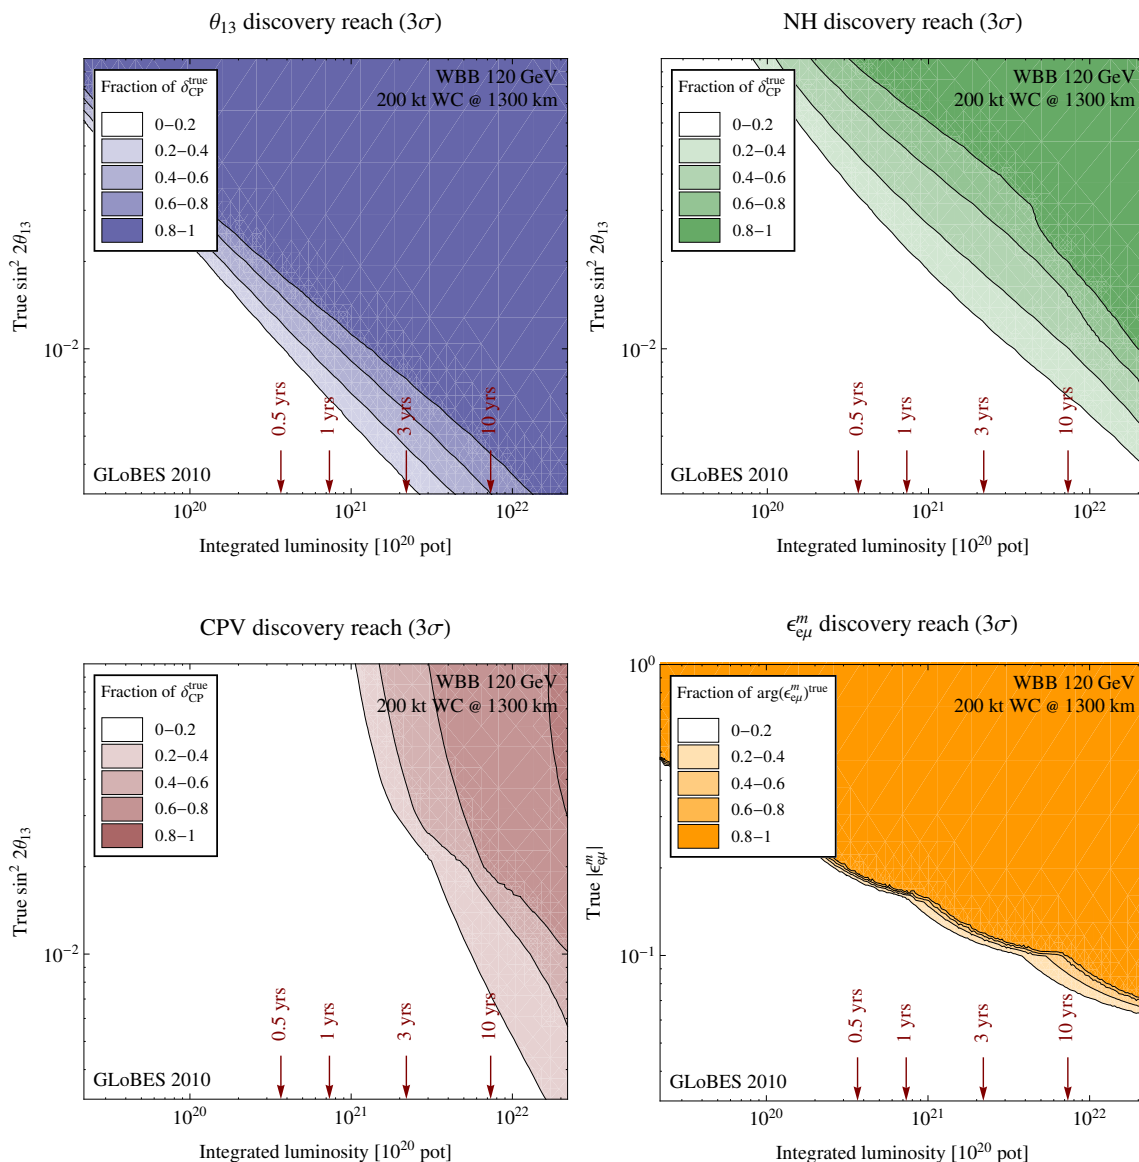 θ₁₃ discovery reach (3σ)
WBB 120 GeV
200 kt WC @ 1300 km
Fraction of δ_CP^true
0−0.2
0.2−0.4
0.4−0.6
0.6−0.8
0.8−1
True sin² 2θ₁₃
10⁻²
0.5 yrs
1 yrs
3 yrs
10 yrs
GLoBES 2010
10²⁰
10²¹
10²²
Integrated luminosity [10²⁰ pot]
NH discovery reach (3σ)
WBB 120 GeV
200 kt WC @ 1300 km
Fraction of δ_CP^true
0−0.2
0.2−0.4
0.4−0.6
0.6−0.8
0.8−1
True sin² 2θ₁₃
10⁻²
0.5 yrs
1 yrs
3 yrs
10 yrs
GLoBES 2010
10²⁰
10²¹
10²²
Integrated luminosity [10²⁰ pot]
CPV discovery reach (3σ)
WBB 120 GeV
200 kt WC @ 1300 km
Fraction of δ_CP^true
0−0.2
0.2−0.4
0.4−0.6
0.6−0.8
0.8−1
True sin² 2θ₁₃
10⁻²
0.5 yrs
1 yrs
3 yrs
10 yrs
GLoBES 2010
10²⁰
10²¹
10²²
Integrated luminosity [10²⁰ pot]
ϵ_eμ^m discovery reach (3σ)
10⁰
WBB 120 GeV
200 kt WC @ 1300 km
Fraction of arg(ϵ_eμ^m)^true
0−0.2
0.2−0.4
0.4−0.6
0.6−0.8
0.8−1
True |ϵ_eμ^m|
10⁻¹
0.5 yrs
1 yrs
3 yrs
10 yrs
GLoBES 2010
10²⁰
10²¹
10²²
Integrated luminosity [10²⁰ pot]